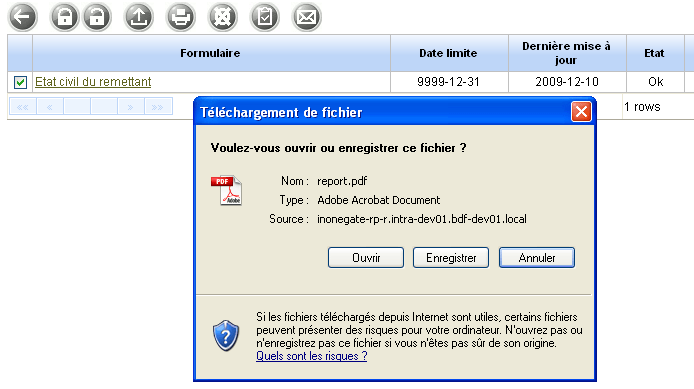 Formulaire
Date limite
Dernière mise à
jour
Etat
Etat civil du remettant
9999-12-31
2009-12-10
Ok
<<
<
>
>>
1 rows
Téléchargement de fichier
Voulez-vous ouvrir ou enregistrer ce fichier ?
PDF
Adobe
Nom : report.pdf
Type : Adobe Acrobat Document
Source : inonegate-rp-r.intra-dev01.bdf-dev01.local
Ouvrir
Enregistrer
Annuler
Si les fichiers téléchargés depuis Internet sont utiles, certains fichiers
peuvent présenter des risques pour votre ordinateur. N'ouvrez pas ou
n'enregistrez pas ce fichier si vous n'êtes pas sûr de son origine.
Quels sont les risques ?